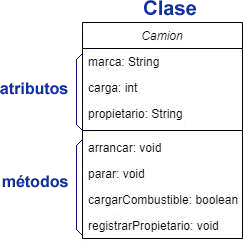 Clase
Camion
marca: String
carga: int
propietario: String
atributos
arrancar: void
parar: void
cargarCombustible: boolean
registrarPropietario: void
métodos